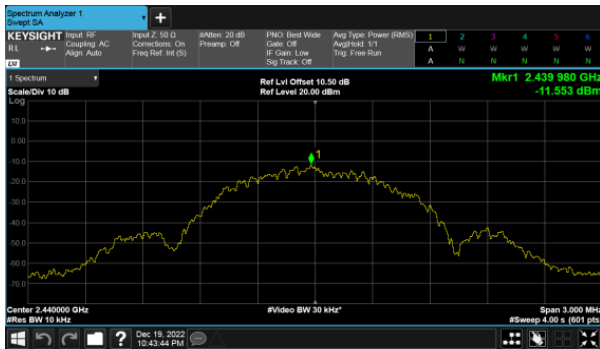 Spectrum Analyzer 1
Swept SA
+
KEYSIGHT
RL
Input: RF
Coupling: AC
Align: Auto
Input Z: 50 Ω
Corrections: On
Freq Ref: Int (S)
#Atten: 20 dB
Preamp: Off
PNO: Best Wide
Gate: Off
IF Gain: Low
Sig Track: Off
Avg Type: Power (RMS)
Avg|Hold: 1/1
Trig: Free Run
1 2 3 4 5 6
A W W W W W
A N N N N N
1 Spectrum
Scale/Div 10 dB
Log
Ref Lvl Offset 10.50 dB
Ref Level 20.00 dBm
Mkr1 2.439 980 GHz
-11.553 dBm
10.0
0.00
-10.0
-20.0
-30.0
-40.0
-50.0
-60.0
-70.0
1
Center 2.440000 GHz
#Res BW 10 kHz
#Video BW 30 kHz*
Span 3.000 MHz
#Sweep 4.00 s (601 pts)
?
Dec 19, 2022
10:43:44 PM